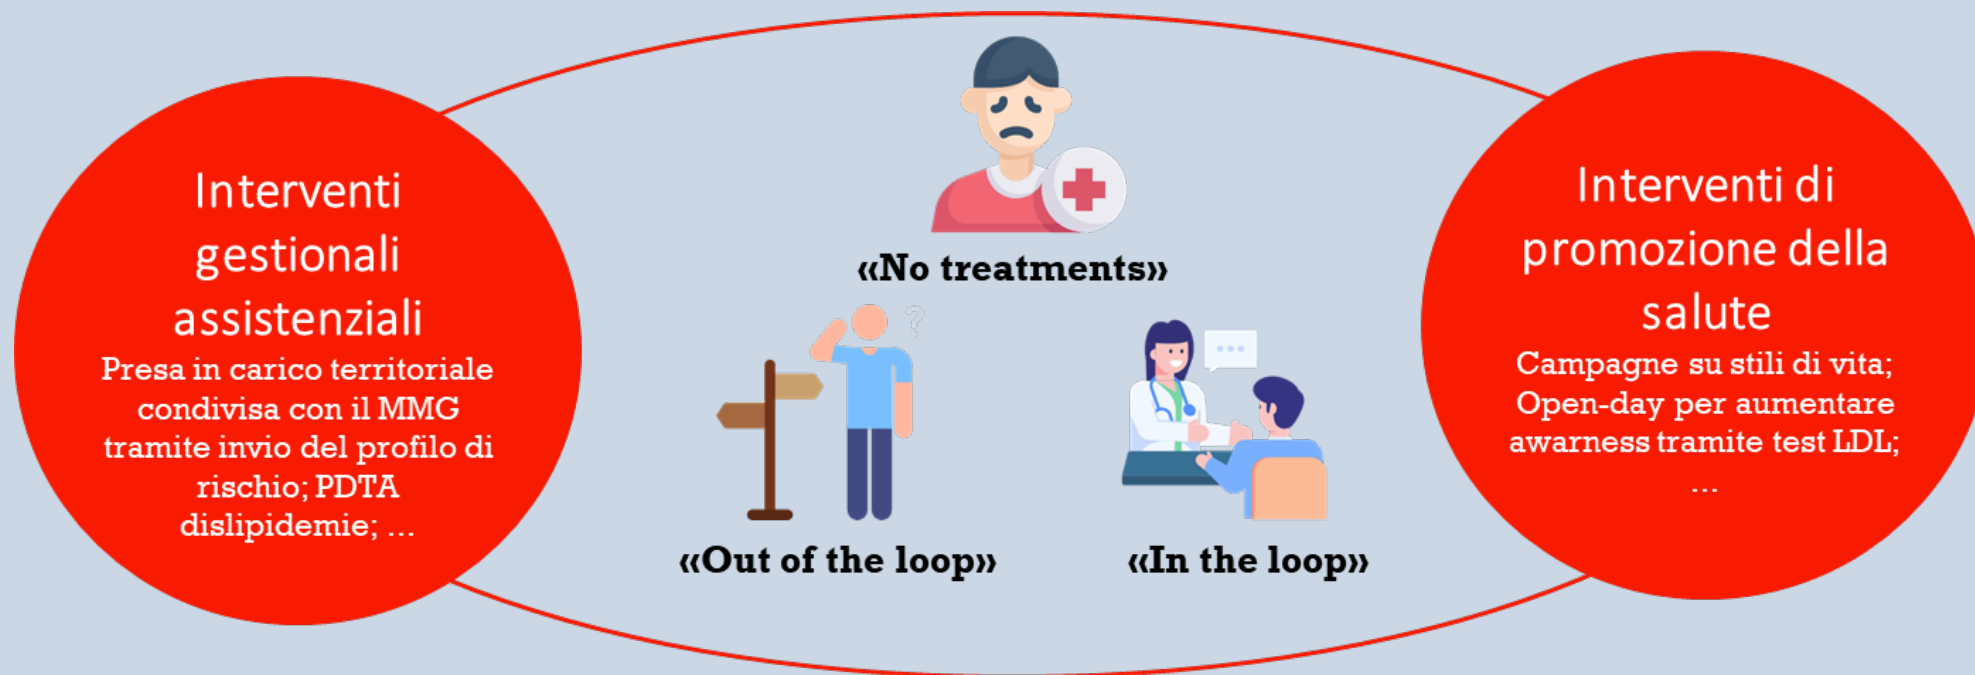 Interventi
gestionali
assistenziali
Presa in carico territoriale
condivisa con il MMG
tramite invio del profilo di
rischio; PDTA
dislipidemie; ...
«No treatments»
?
«Out of the loop»
«In the loop»
Interventi di
promozione della
salute
Campagne su stili di vita;
Open-day per aumentare
awarness tramite test LDL;
...